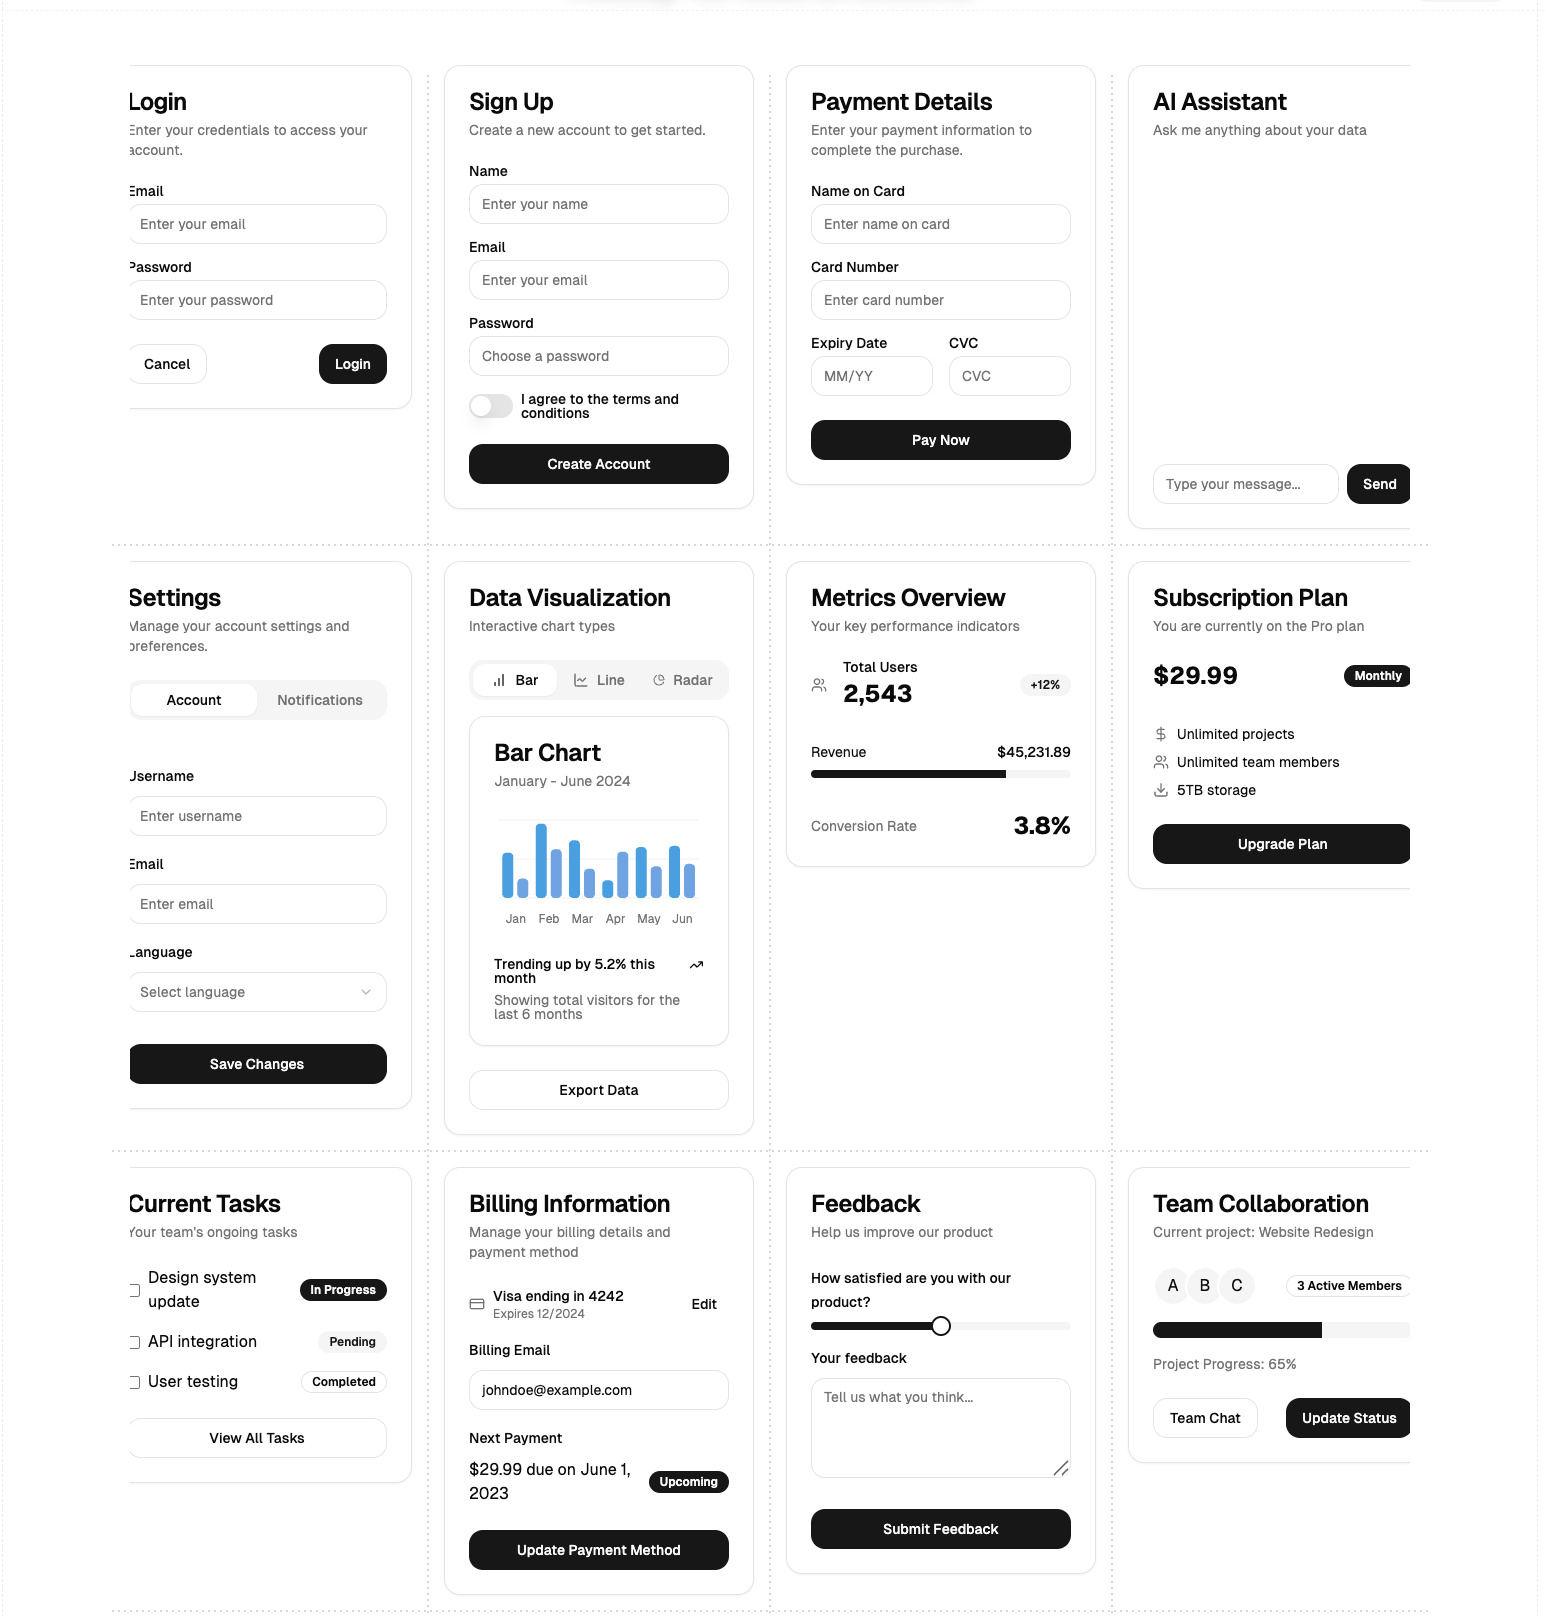 Login
Enter your credentials to access your
account.
Email
Enter your email
Password
Enter your password
Cancel
Login
Sign Up
Create a new account to get started.
Name
Enter your name
Email
Enter your email
Password
Choose a password
I agree to the terms and
conditions
Create Account
Payment Details
Enter your payment information to
complete the purchase.
Name on Card
Enter name on card
Card Number
Enter card number
Expiry Date
CVC
MM/YY
CVC
Pay Now
AI Assistant
Ask me anything about your data
Type your message...
Send
Settings
Manage your account settings and
preferences.
Account
Notifications
Username
Enter username
Email
Enter email
Language
Select language
Save Changes
Data Visualization
Interactive chart types
Bar
Line
Radar
Bar Chart
January - June 2024
Jan Feb Mar Apr May Jun
Trending up by 5.2% this
month
Showing total visitors for the
last 6 months
Export Data
Metrics Overview
Your key performance indicators
Total Users
2,543
+12%
Revenue
$45,231.89
Conversion Rate
3.8%
Subscription Plan
You are currently on the Pro plan
$29.99
Monthly
Unlimited projects
Unlimited team members
5TB storage
Upgrade Plan
Current Tasks
Your team's ongoing tasks
Design system
update
In Progress
API integration
Pending
User testing
Completed
View All Tasks
Billing Information
Manage your billing details and
payment method
Visa ending in 4242
Expires 12/2024
Edit
Billing Email
johndoe@example.com
Next Payment
$29.99 due on June 1,
2023
Upcoming
Update Payment Method
Feedback
Help us improve our product
How satisfied are you with our
product?
Your feedback
Tell us what you think...
Submit Feedback
Team Collaboration
Current project: Website Redesign
A
B
C
3 Active Members
Project Progress: 65%
Team Chat
Update Status